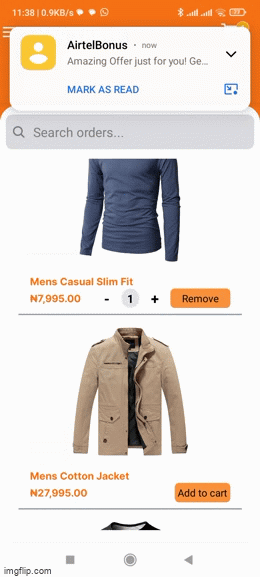 11:38 | 0.9KB/s
AirtelBonus • now
Amazing Offer just for you! Ge...
MARK AS READ
Search orders...
Mens Casual Slim Fit
₦7,995.00 - 1 + Remove
Mens Cotton Jacket
₦27,995.00 Add to cart
imgflip.com